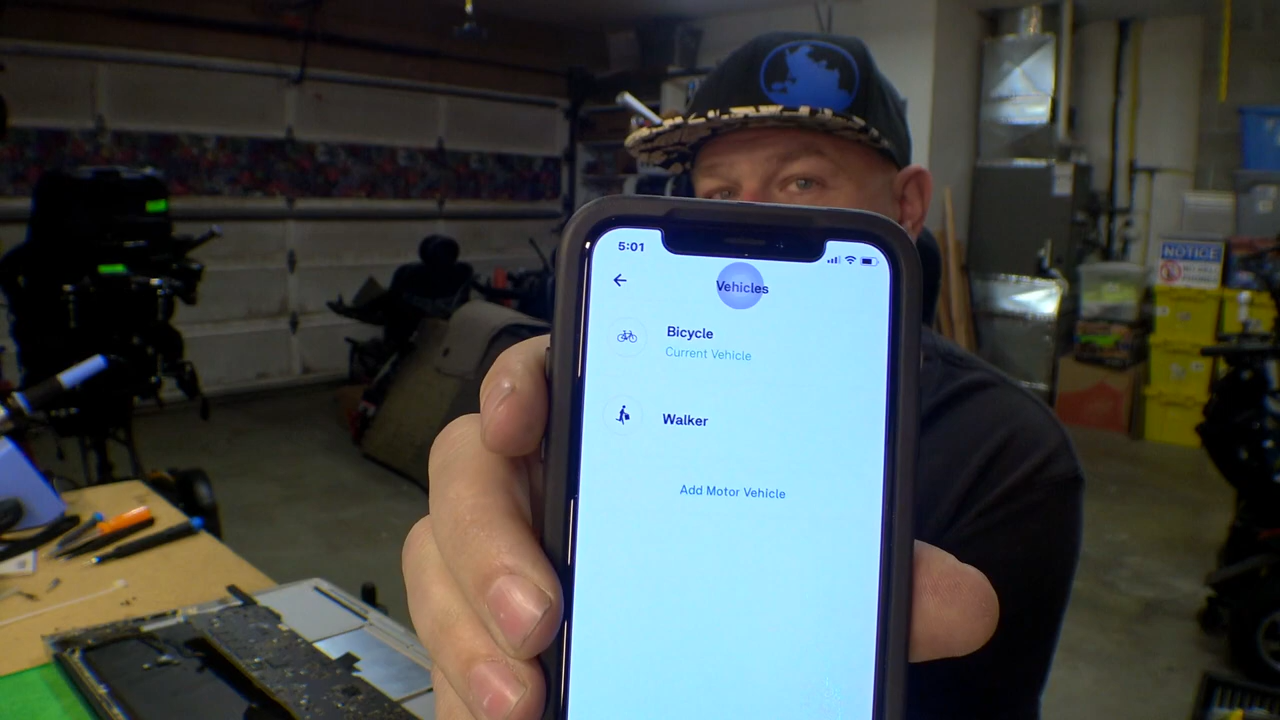 5:01
Vehicles
Bicycle
Current Vehicle
Walker
Add Motor Vehicle
NOTICE